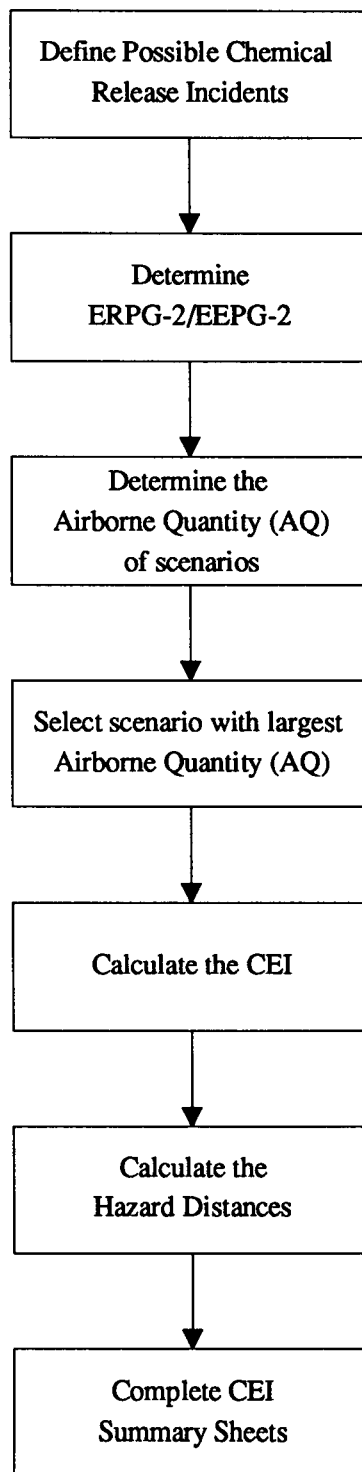 Define Possible Chemical
Release Incidents
Determine
ERPG-2/EEPG-2
Determine the
Airborne Quantity (AQ)
of scenarios
Select scenario with largest
Airborne Quantity (AQ)
Calculate the CEI
Calculate the
Hazard Distances
Complete CEI
Summary Sheets